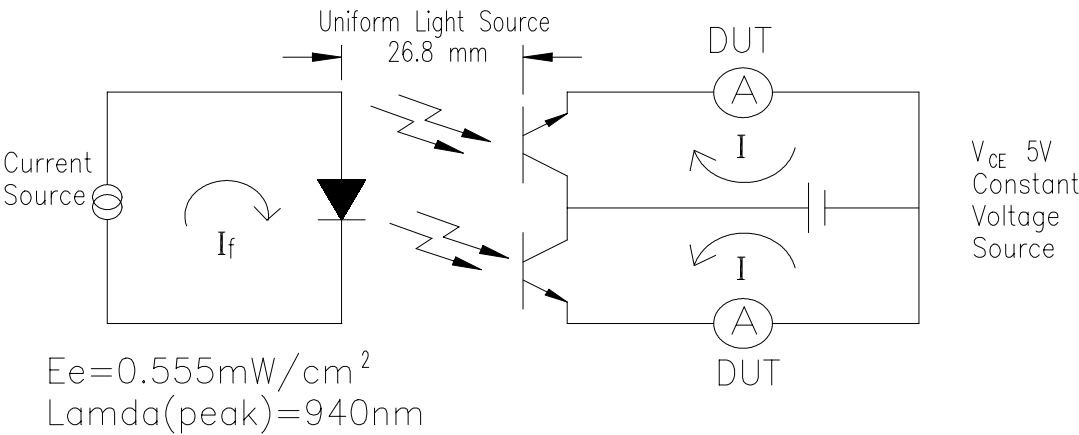 Uniform Light Source
26.8 mm
DUT
A
Current
Source
If
I
VCE 5V
Constant
Voltage
Source
I
A
DUT
Ee=0.555mW/cm²
Lamda(peak)=940nm